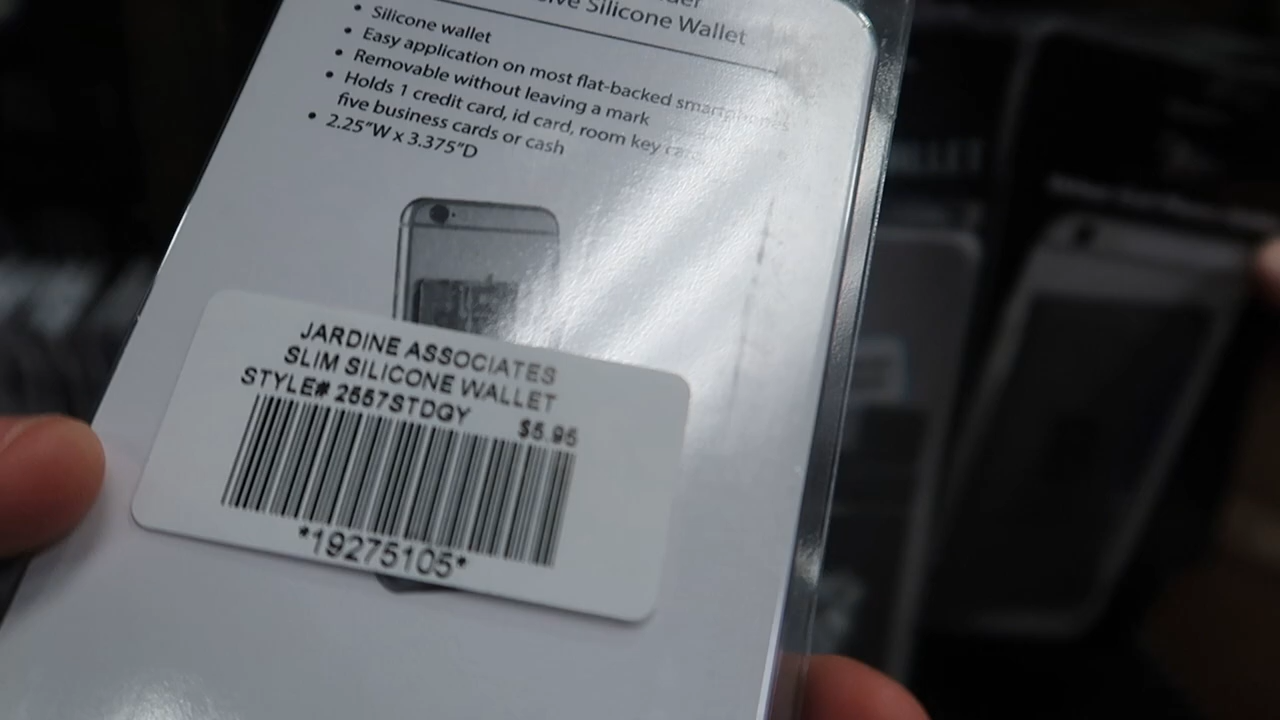 Silicone Wallet
• Silicone wallet
• Easy application on most flat-backed smartphones
• Removable without leaving a mark
• Holds 1 credit card, id card, room key card,
five business cards or cash
• 2.25"W x 3.375"D
JARDINE ASSOCIATES
SLIM SILICONE WALLET
STYLE# 2557STDGY $5.95
*19275105*
WALLET